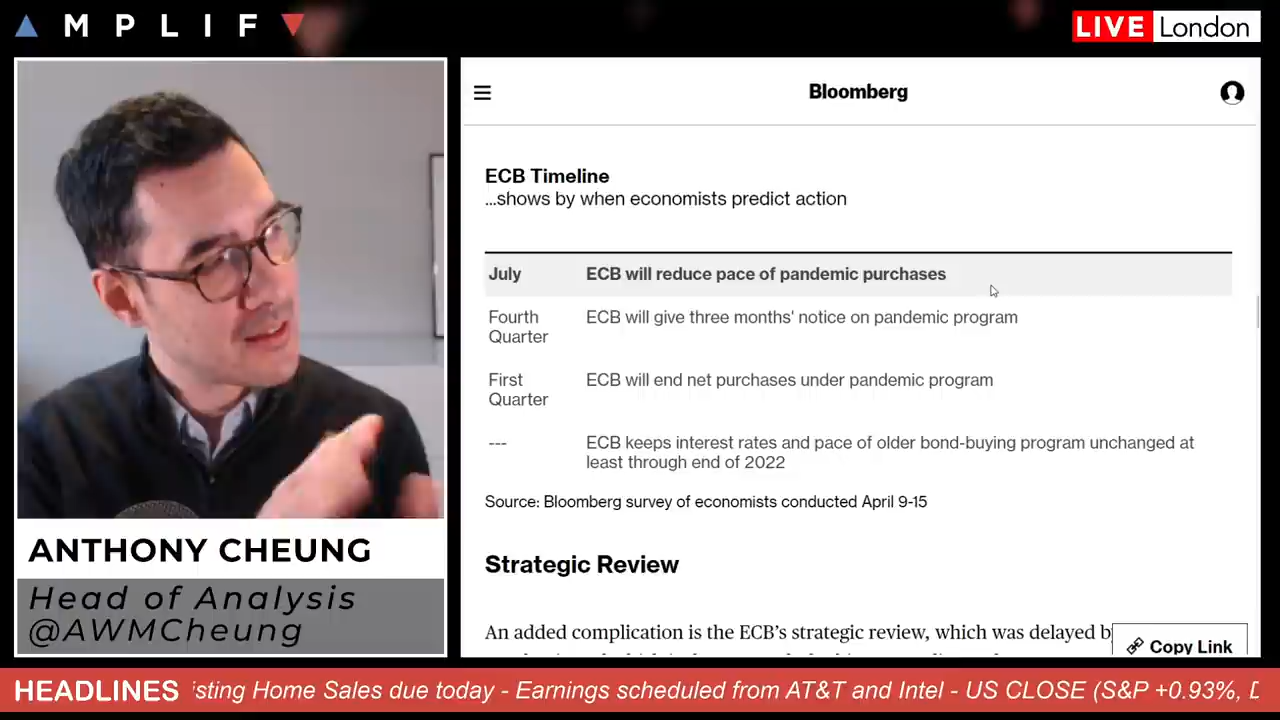 MPLIF
LIVE London
Bloomberg
ECB Timeline
...shows by when economists predict action
July ECB will reduce pace of pandemic purchases
Fourth Quarter ECB will give three months' notice on pandemic program
First Quarter ECB will end net purchases under pandemic program
--- ECB keeps interest rates and pace of older bond-buying program unchanged at
least through end of 2022
Source: Bloomberg survey of economists conducted April 9-15
Strategic Review
An added complication is the ECB's strategic review, which was delayed b
Copy Link
ANTHONY CHEUNG
Head of Analysis
@AWMCheung
HEADLINES isting Home Sales due today - Earnings scheduled from AT&T and Intel - US CLOSE (S&P +0.93%, D